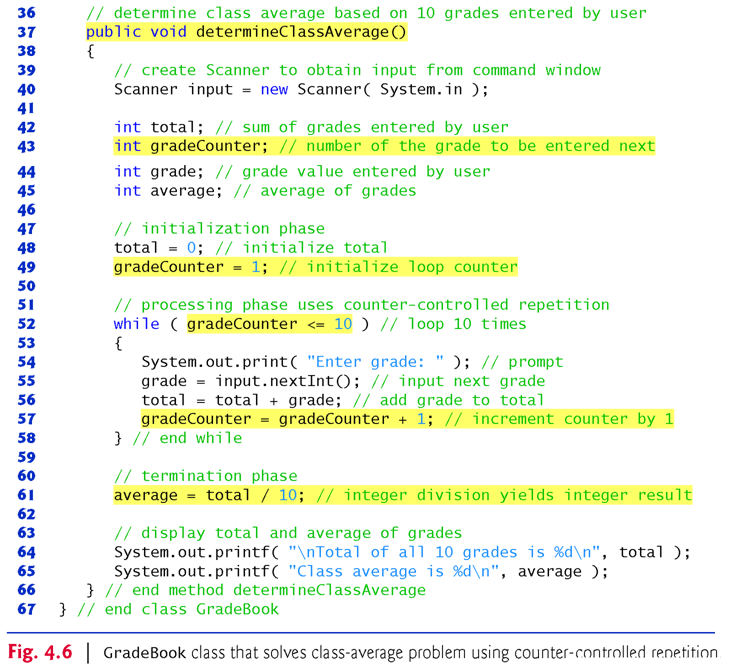 36 // determine class average based on 10 grades entered by user
37 public void determineClassAverage()
38 {
39 // create Scanner to obtain input from command window
40 Scanner input = new Scanner( System.in );
41
42 int total; // sum of grades entered by user
43 int gradeCounter; // number of the grade to be entered next
44 int grade; // grade value entered by user
45 int average; // average of grades
46
47 // initialization phase
48 total = 0; // initialize total
49 gradeCounter = 1; // initialize loop counter
50
51 // processing phase uses counter-controlled repetition
52 while ( gradeCounter <= 10 ) // loop 10 times
53 {
54 System.out.print( "Enter grade: " ); // prompt
55 grade = input.nextInt(); // input next grade
56 total = total + grade; // add grade to total
57 gradeCounter = gradeCounter + 1; // increment counter by 1
58 } // end while
59
60 // termination phase
61 average = total / 10; // integer division yields integer result
62
63 // display total and average of grades
64 System.out.printf( "\nTotal of all 10 grades is %d\n", total );
65 System.out.printf( "Class average is %d\n", average );
66 } // end method determineClassAverage
67 } // end class GradeBook
Fig. 4.6 | GradeBook class that solves class-average problem using counter-controlled repetition.